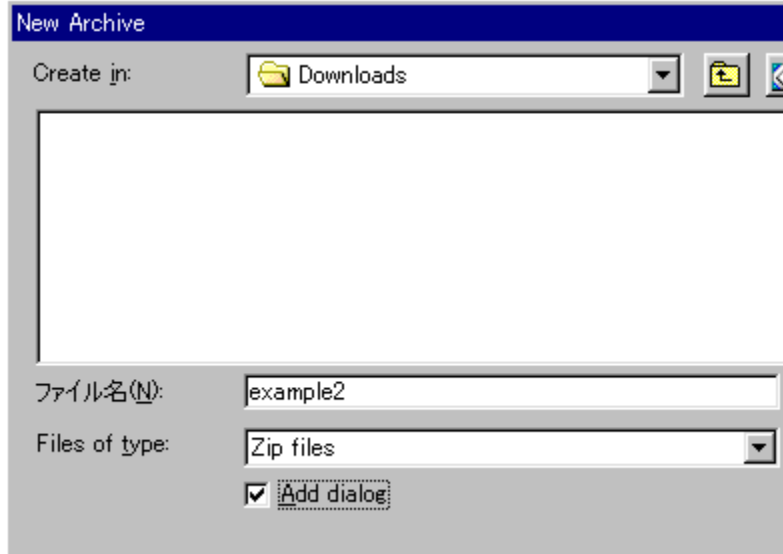 New Archive
Create in: Downloads
ファイル名(N): example2
Files of type: Zip files
Add dialog